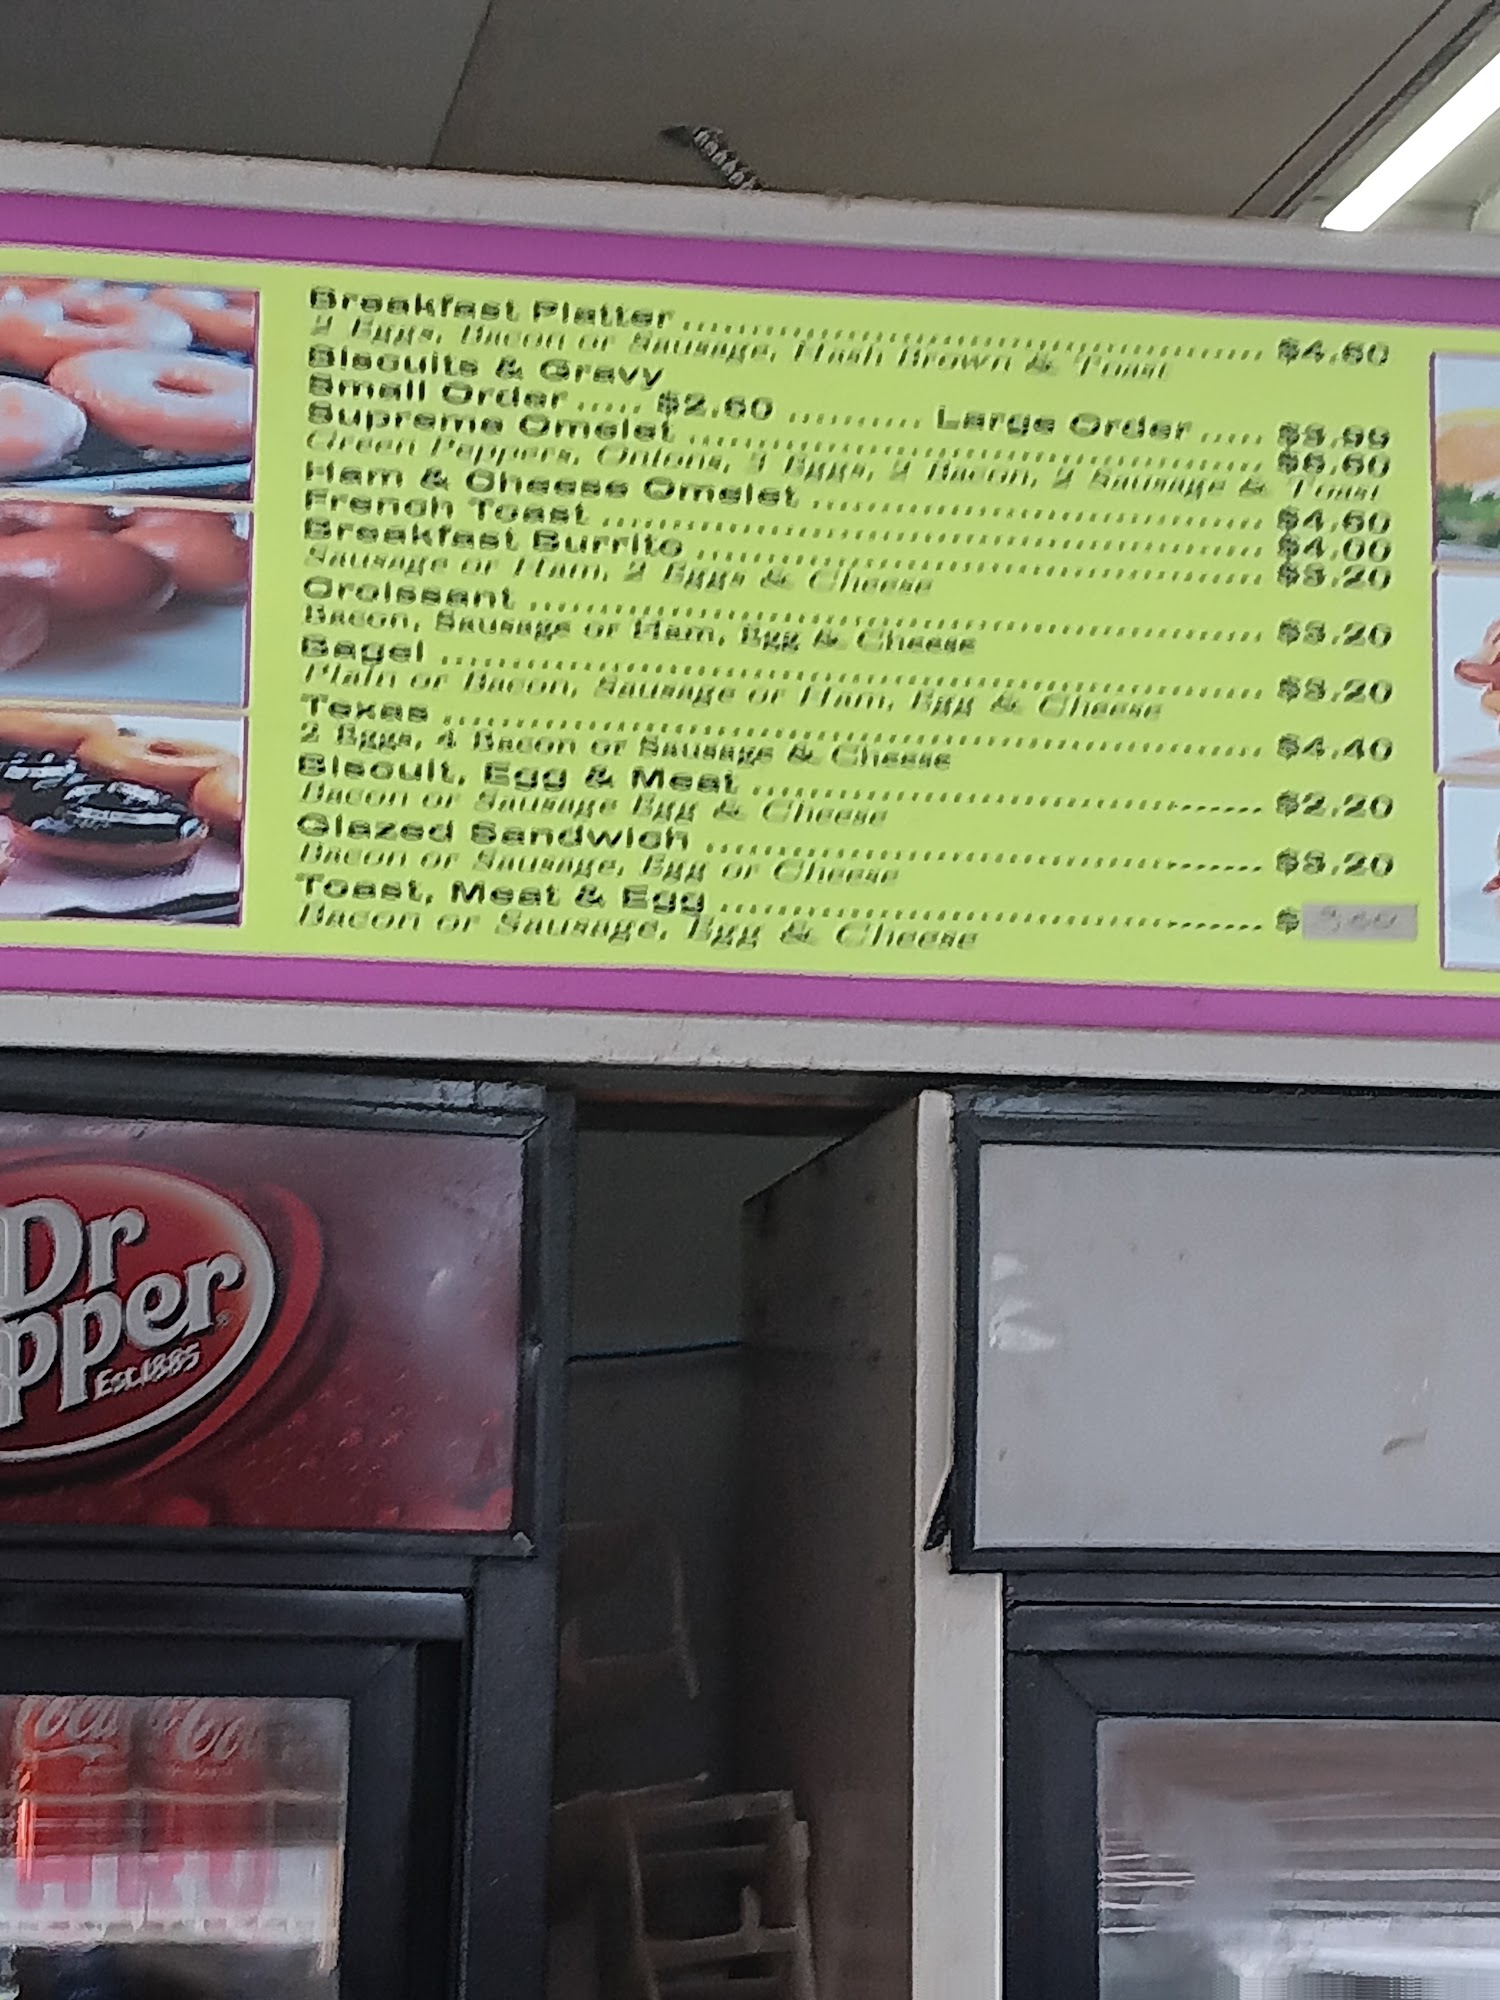 Breakfast Platter ........ $4.60
2 Eggs, Bacon or Sausage, Hash Brown & Toast
Biscuits & Gravy
Small Order ..... $2.60 .......... Large Order ..... $3.99
Supreme Omelet ........ $6.60
Green Peppers, Onions, 3 Eggs, 2 Bacon, 2 Sausage & Toast
Ham & Cheese Omelet ........ $4.60
French Toast ........ $4.00
Breakfast Burrito ........ $3.20
Sausage or Ham, 2 Eggs & Cheese
Croissant ........ $3.20
Bacon, Sausage or Ham, Egg & Cheese
Bagel ........ $3.20
Plain or Bacon, Sausage or Ham, Egg & Cheese
Texas ........ $4.40
2 Eggs, 4 Bacon or Sausage & Cheese
Biscuit, Egg & Meat ........ $2.20
Bacon or Sausage Egg & Cheese
Glazed Sandwich ........ $3.20
Bacon or Sausage, Egg or Cheese
Toast, Meat & Egg ........ $
Bacon or Sausage, Egg & Cheese
Dr
pper
Est.1885